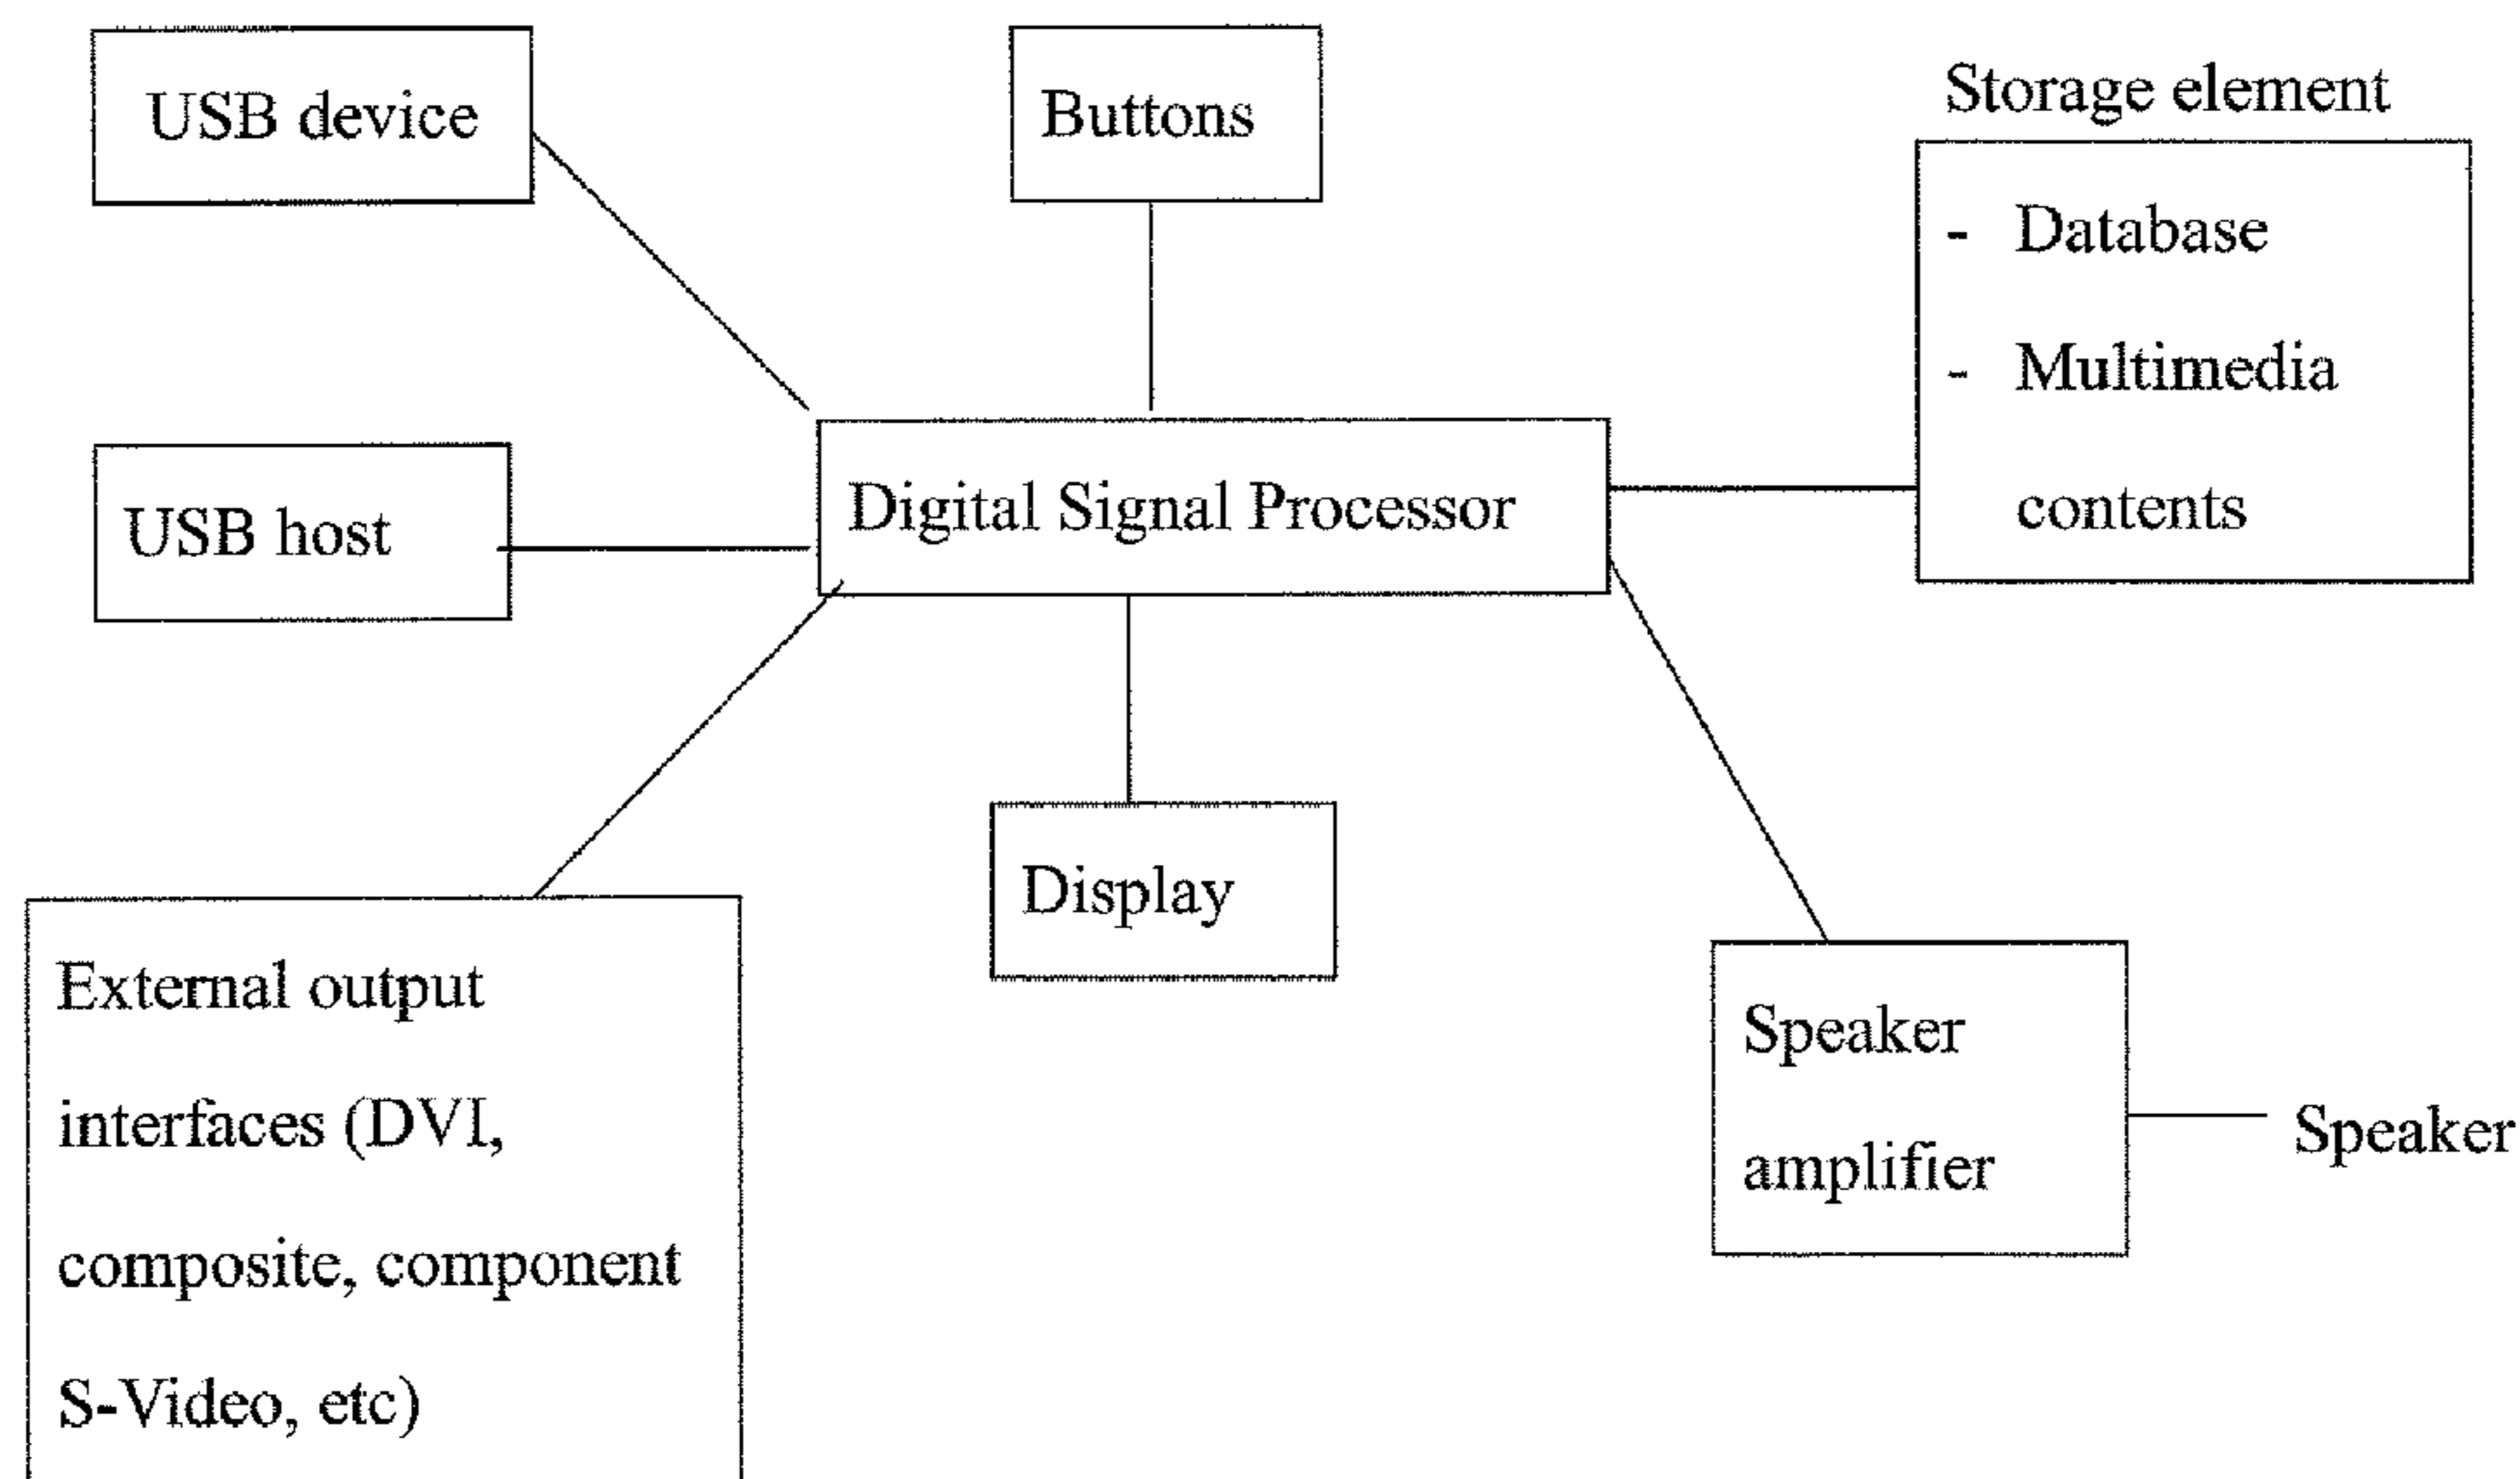 USB device
Buttons
Storage element
- Database
- Multimedia
contents
USB host
Digital Signal Processor
Display
External output
interfaces (DVI,
composite, component
S-Video, etc)
Speaker
amplifier
Speaker